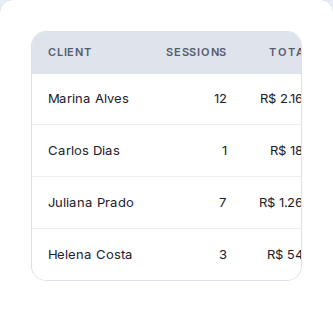 CLIENT SESSIONS TOTA
Marina Alves 12 R$ 2.16
Carlos Dias 1 R$ 18
Juliana Prado 7 R$ 1.26
Helena Costa 3 R$ 54